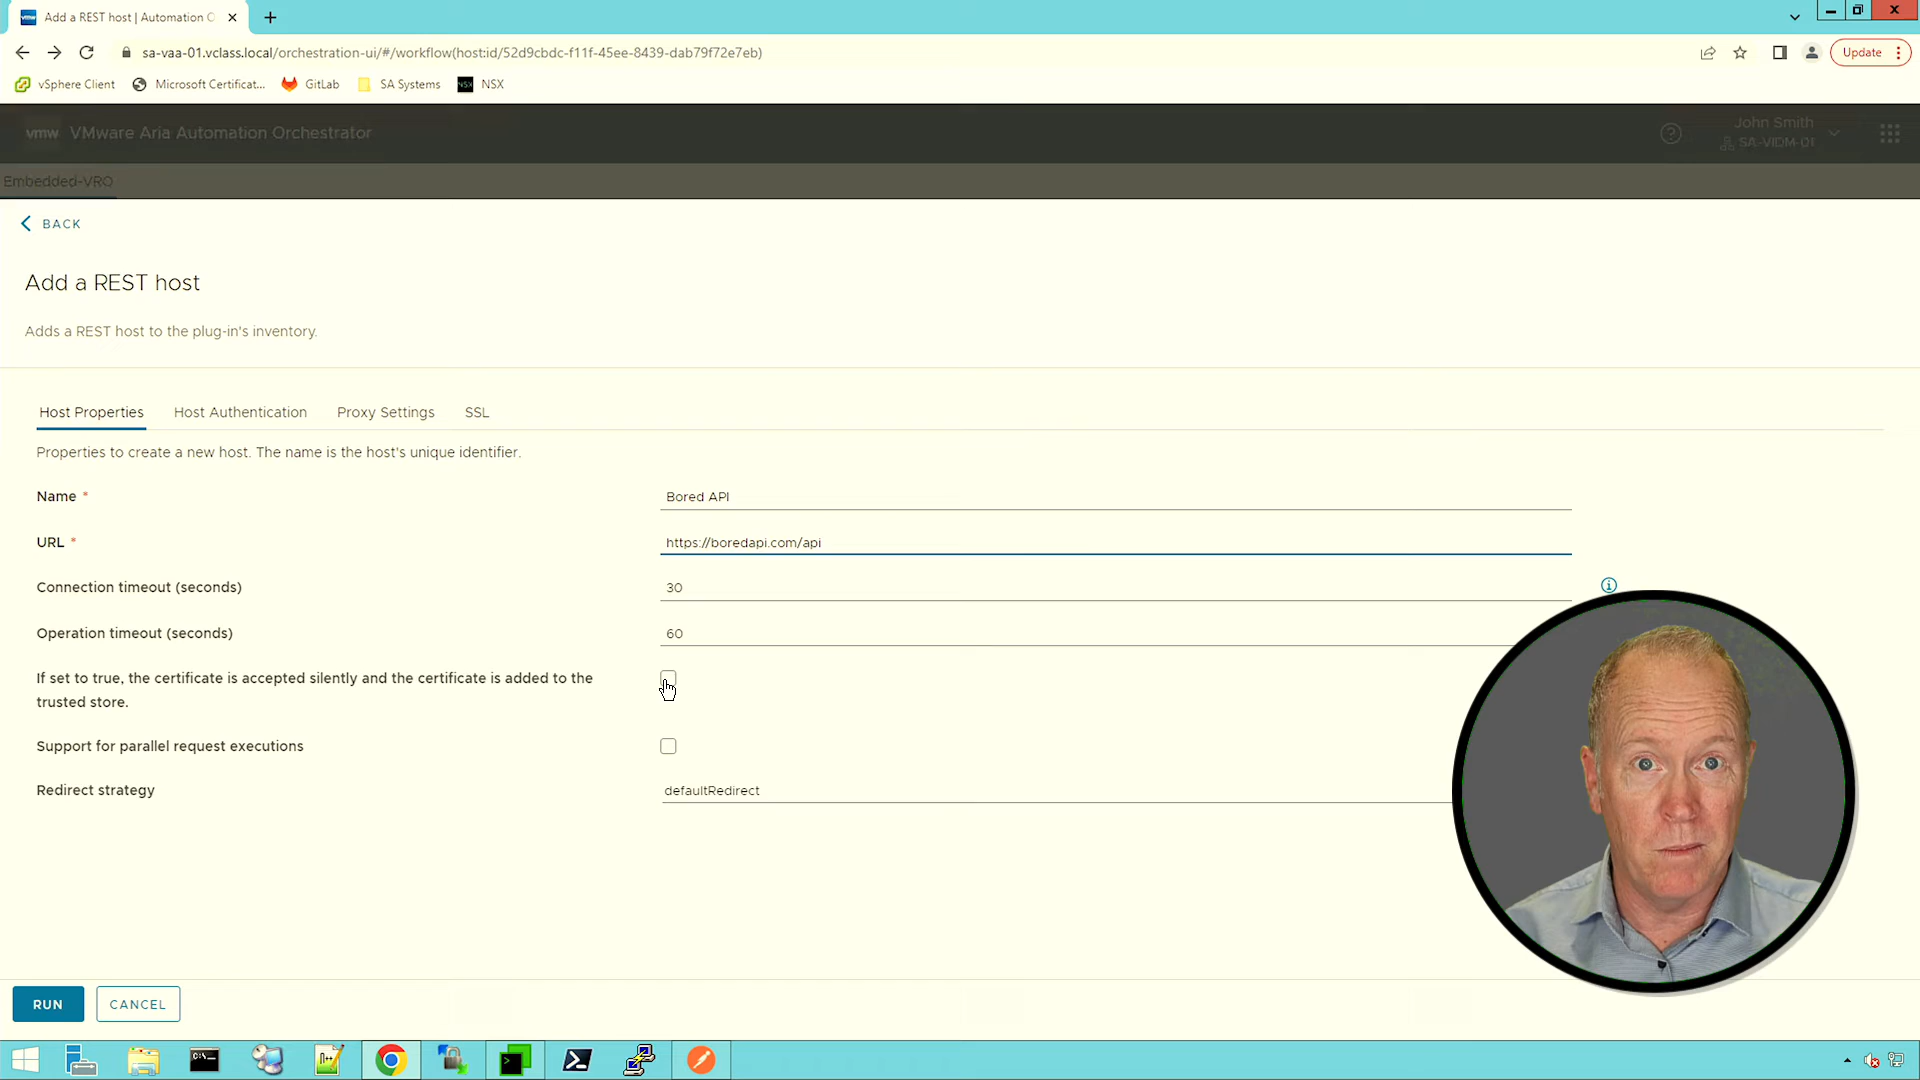 Add a REST host | Automation O
sa-vaa-01.vclass.local/orchestration-ui/#/workflow(host:id/52d9cbdc-f11f-45ee-8439-dab79f72e7eb)
Update
vSphere Client
Microsoft Certificat...
GitLab
SA Systems
NSX
NSX
vmw
VMware Aria Automation Orchestrator
John Smith
SA-VIDM-01
Embedded-VRO
BACK
Add a REST host
Adds a REST host to the plug-in's inventory.
Host Properties
Host Authentication
Proxy Settings
SSL
Properties to create a new host. The name is the host's unique identifier.
Name *
Bored API
URL *
https://boredapi.com/api
Connection timeout (seconds)
30
Operation timeout (seconds)
60
If set to true, the certificate is accepted silently and the certificate is added to the
trusted store.
Support for parallel request executions
Redirect strategy
defaultRedirect
RUN
CANCEL